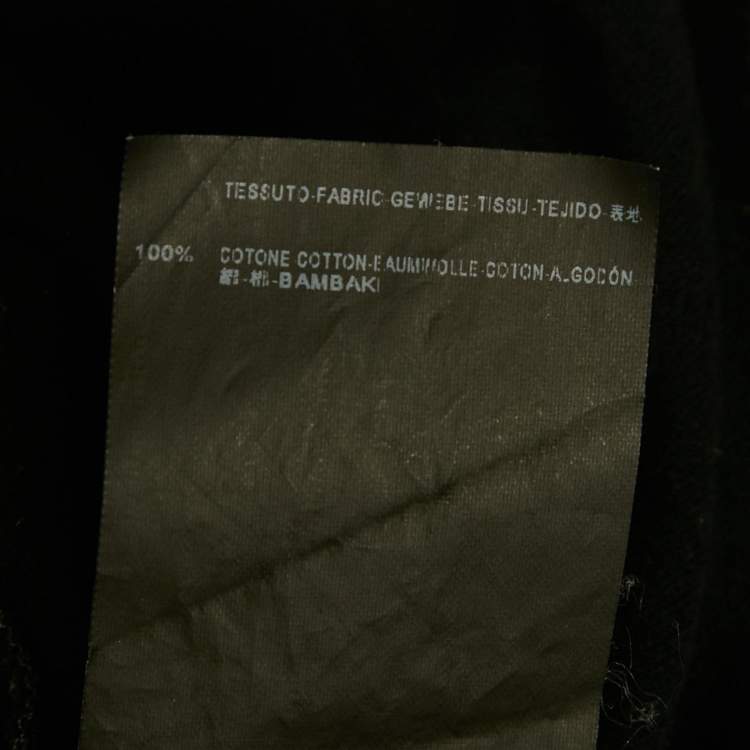 TESSUTO-FABRIC-GEWEBE-TISSU-TEJIDO-表地
100% COTONE COTTON-BAUMWOLLE-COTON-ALGODÓN
綿-棉-BAMBAKI